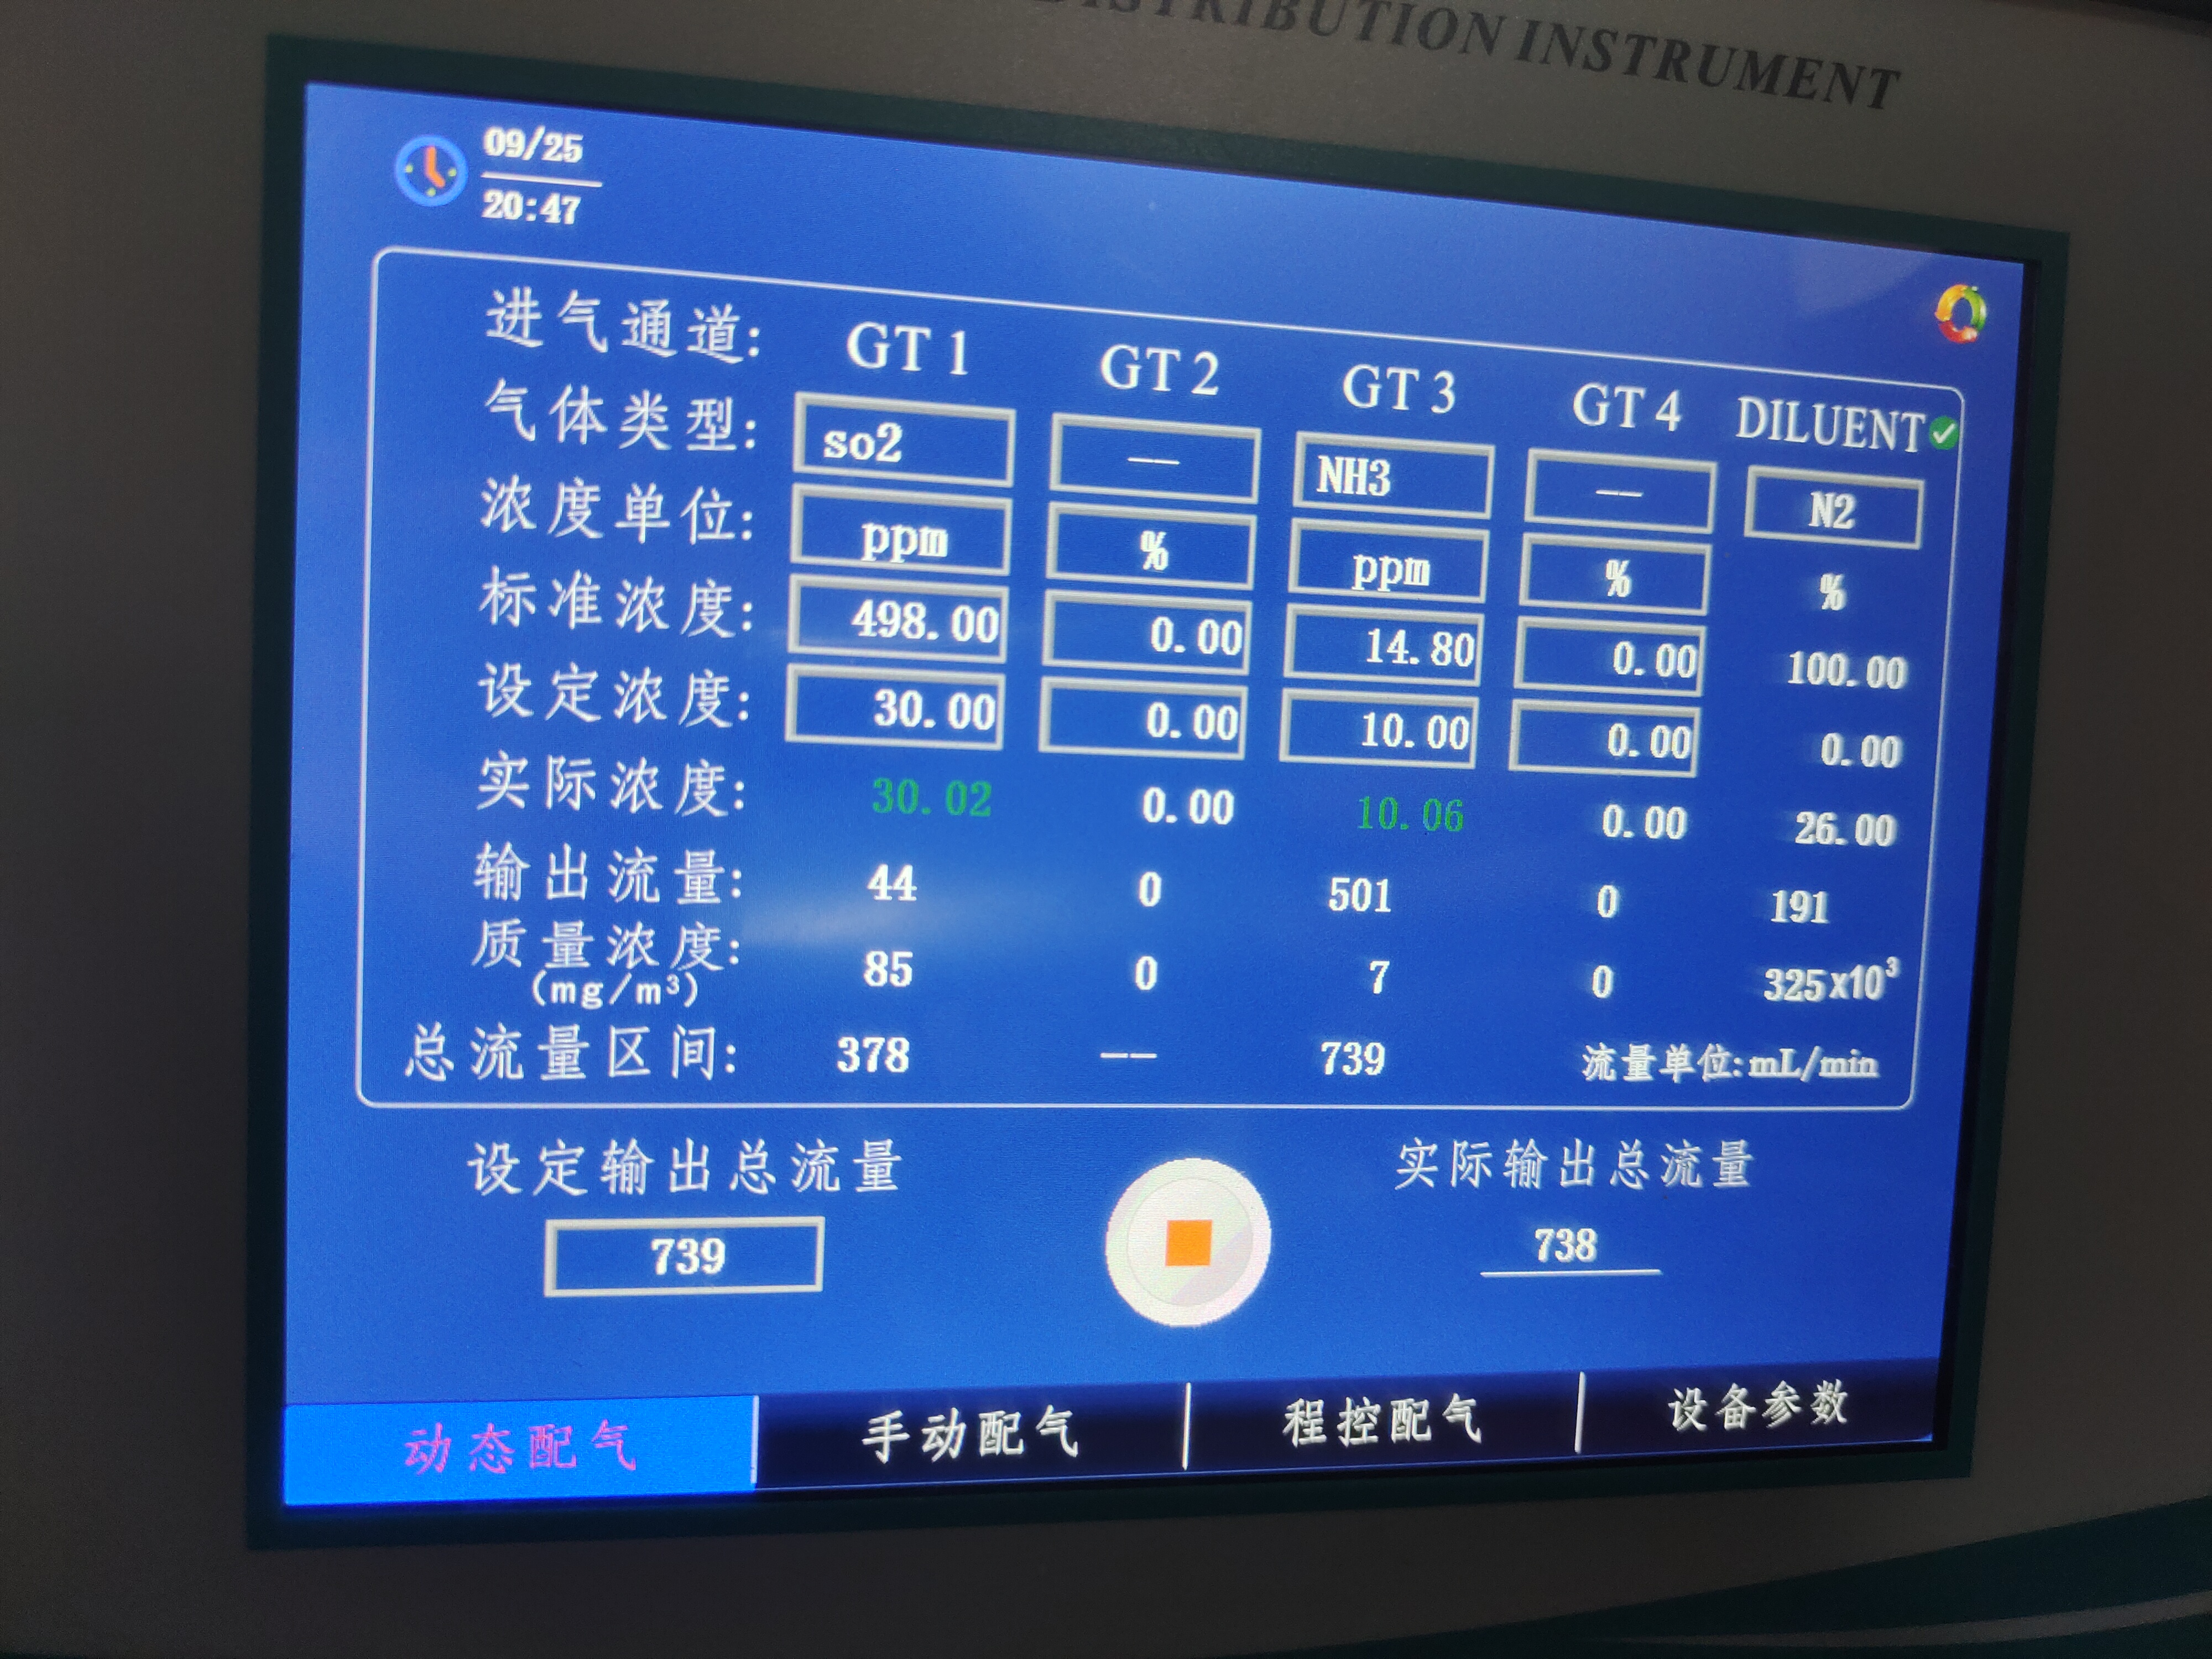 DISTRIBUTION INSTRUMENT
09/25
20:47
进气通道: GT 1 GT 2 GT 3 GT 4 DILUENT
气体类型: so2 -- NH3 -- N2
浓度单位: ppm % ppm % %
标准浓度: 498.00 0.00 14.80 0.00 100.00
设定浓度: 30.00 0.00 10.00 0.00 0.00
实际浓度: 30.02 0.00 10.06 0.00 26.00
输出流量: 44 0 501 0 191
质量浓度: 85 0 7 0 325x10³
(mg/m³)
总流量区间: 378 -- 739 流量单位:mL/min
设定输出总流量 实际输出总流量
739 738
动态配气 手动配气 程控配气 设备参数